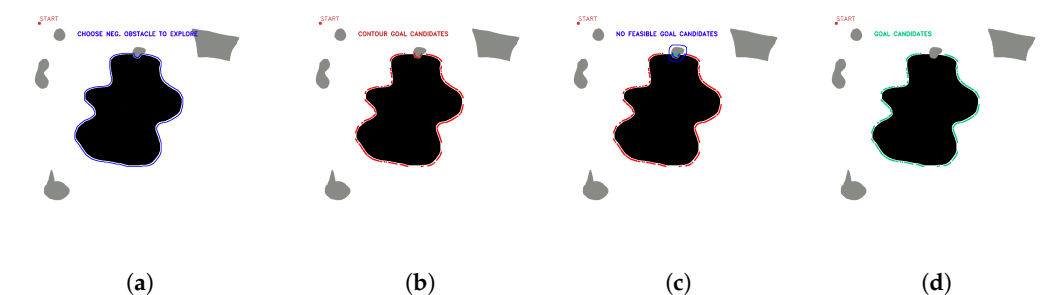 START
CHOOSE NEG. OBSTACLE TO EXPLORE
START
CONTOUR GOAL CANDIDATES
START
NO FEASIBLE GOAL CANDIDATES
START
GOAL CANDIDATES
(a)
(b)
(c)
(d)